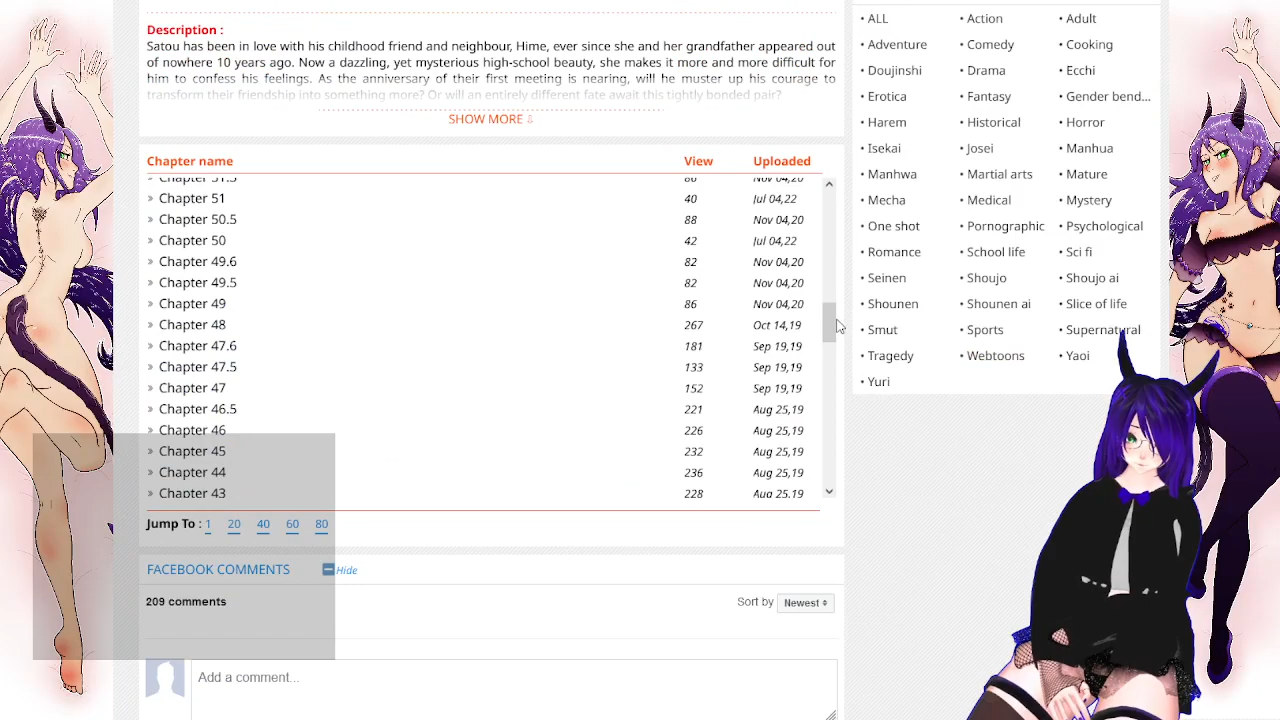 Description :
Satou has been in love with his childhood friend and neighbour, Hime, ever since she and her grandfather appeared out
of nowhere 10 years ago. Now a dazzling, yet mysterious high-school beauty, she makes it more and more difficult for
him to confess his feelings. As the anniversary of their first meeting is nearing, will he muster up his courage to
transform their friendship into something more? Or will an entirely different fate await this tightly bonded pair?
SHOW MORE ⇩
Chapter name View Uploaded
Chapter 51.5 86 Nov 04,20
Chapter 51 40 Jul 04,22
Chapter 50.5 88 Nov 04,20
Chapter 50 42 Jul 04,22
Chapter 49.6 82 Nov 04,20
Chapter 49.5 82 Nov 04,20
Chapter 49 86 Nov 04,20
Chapter 48 267 Oct 14,19
Chapter 47.6 181 Sep 19,19
Chapter 47.5 133 Sep 19,19
Chapter 47 152 Sep 19,19
Chapter 46.5 221 Aug 25,19
Chapter 46 226 Aug 25,19
Chapter 45 232 Aug 25,19
Chapter 44 236 Aug 25,19
Chapter 43 228 Aug 25,19
Jump To : 1 20 40 60 80
FACEBOOK COMMENTS Hide
209 comments Sort by Newest
Add a comment...
• ALL • Action • Adult
• Adventure • Comedy • Cooking
• Doujinshi • Drama • Ecchi
• Erotica • Fantasy • Gender bend...
• Harem • Historical • Horror
• Isekai • Josei • Manhua
• Manhwa • Martial arts • Mature
• Mecha • Medical • Mystery
• One shot • Pornographic • Psychological
• Romance • School life • Sci fi
• Seinen • Shoujo • Shoujo ai
• Shounen • Shounen ai • Slice of life
• Smut • Sports • Supernatural
• Tragedy • Webtoons • Yaoi
• Yuri